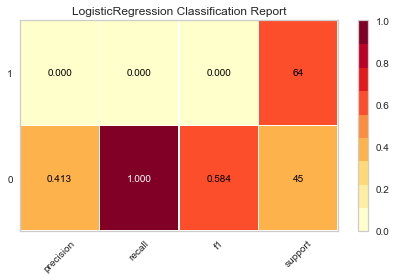 LogisticRegression Classification Report
1 0.000 0.000 0.000 64
0 0.413 1.000 0.584 45
precision recall f1 support
1.0
0.8
0.6
0.4
0.2
0.0